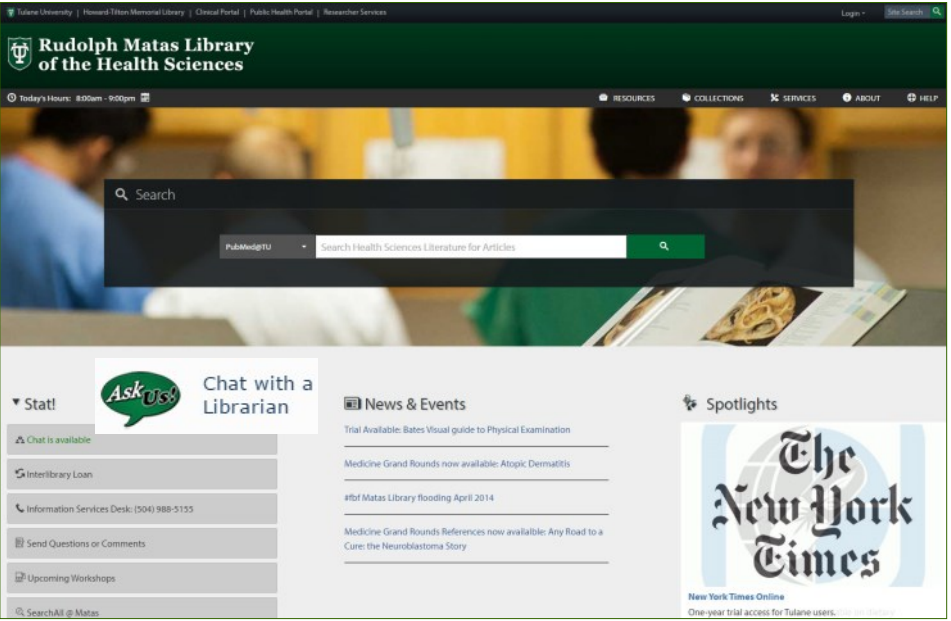 Tulane University | Howard-Tilton Memorial Library | Clinical Portal | Public Health Portal | Researcher Services
Login
Site Search
Rudolph Matas Library
of the Health Sciences
Today's Hours: 8:00am - 9:00pm
RESOURCES
COLLECTIONS
SERVICES
ABOUT
HELP
Search
PubMed@TU
Search Health Sciences Literature for Articles
Stat!
Ask Us!
Chat with a
Librarian
Chat is available
Interlibrary Loan
Information Services Desk: (504) 988-5155
Send Questions or Comments
Upcoming Workshops
SearchAll @ Matas
News & Events
Trial Available: Bates Visual guide to Physical Examination
Medicine Grand Rounds now available: Atopic Dermatitis
#fbf Matas Library flooding April 2014
Medicine Grand Rounds References now availalble: Any Road to a
Cure: the Neuroblastoma Story
Spotlights
The
New York
Times
New York Times Online
One-year trial access for Tulane users.